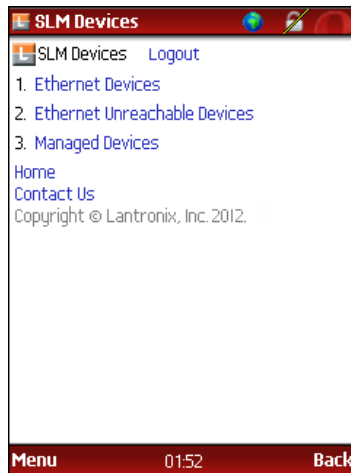 SLM Devices
SLM Devices Logout
1. Ethernet Devices
2. Ethernet Unreachable Devices
3. Managed Devices
Home
Contact Us
Copyright © Lantronix, Inc. 2012.
Menu 01:52 Back